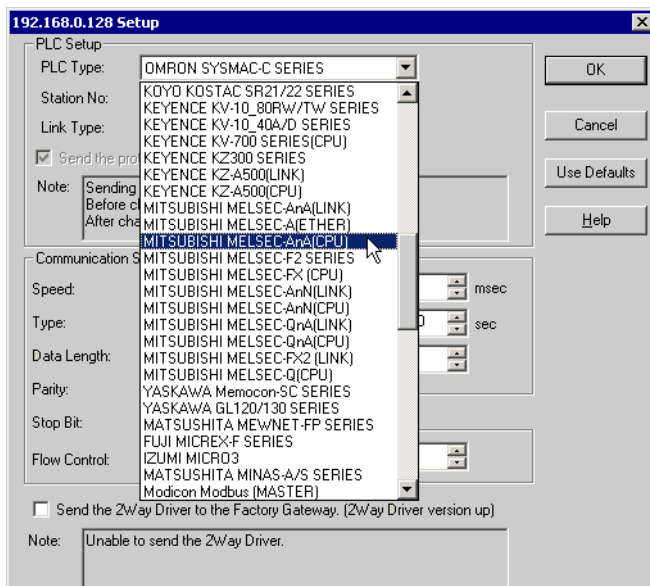 192.168.0.128 Setup
PLC Setup
PLC Type:
OMRON SYSMAC-C SERIES
OK
Station No:
Link Type:
Cancel
Send the
Use Defaults
Note:
Sending
Before
After
Help
KOYO KOSTAC SR21/22 SERIES
KEYENCE KV-10_80RW/TW SERIES
KEYENCE KV-10_40A/D SERIES
KEYENCE KV-700 SERIES(CPU)
KEYENCE KZ300 SERIES
KEYENCE KZ-A500(LINK)
KEYENCE KZ-A500(CPU)
MITSUBISHI MELSEC-AnA(LINK)
MITSUBISHI MELSEC-A(ETHER)
MITSUBISHI MELSEC-AnA(CPU)
MITSUBISHI MELSEC-F2 SERIES
MITSUBISHI MELSEC-FX (CPU)
MITSUBISHI MELSEC-AnN(LINK)
MITSUBISHI MELSEC-AnN(CPU)
MITSUBISHI MELSEC-QnA(LINK)
MITSUBISHI MELSEC-QnA(CPU)
MITSUBISHI MELSEC-FX2 (LINK)
MITSUBISHI MELSEC-Q(CPU)
YASKAWA Memocon-SC SERIES
YASKAWA GL120/130 SERIES
MATSUSHITA MEWNET-FP SERIES
FUJI MICREX-F SERIES
IZUMI MICRO3
MATSUSHITA MINAS-A/S SERIES
Modicon Modbus (MASTER)
Communication S
Speed:
msec
Type:
0
sec
Data Length:
Parity:
Stop Bit:
Flow Control:
Send the 2Way Driver to the Factory Gateway. (2Way Driver version up)
Note:
Unable to send the 2Way Driver.